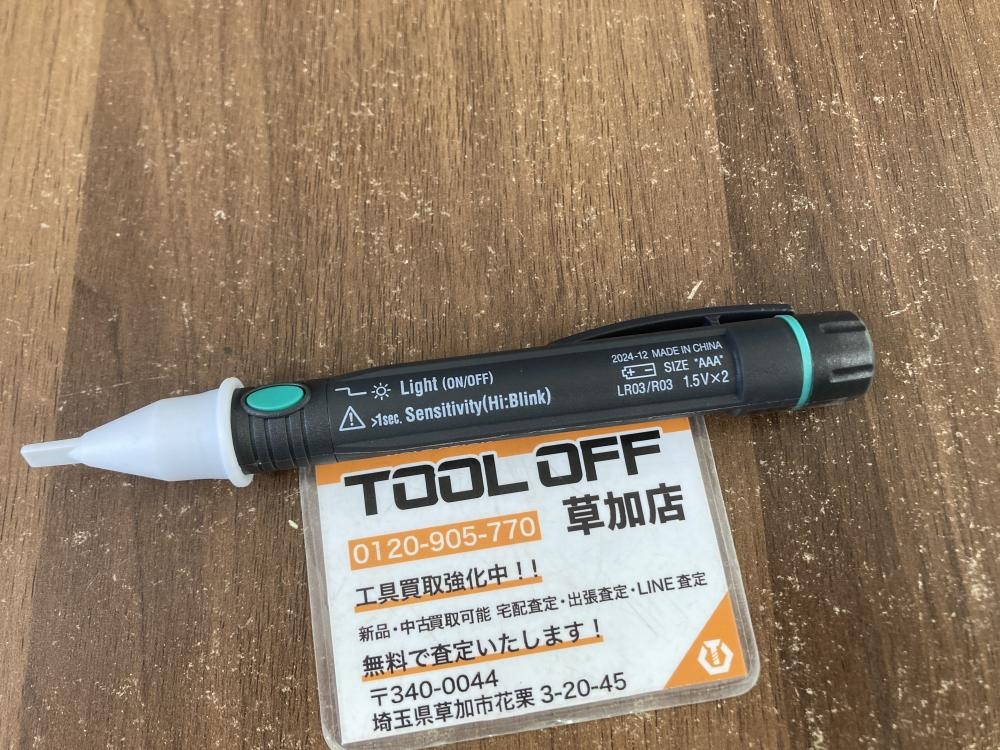 Light (ON/OFF)
>1sec. Sensitivity(Hi:Blink)
2024-12 MADE IN CHINA
SIZE "AAA"
LR03/R03 1.5V×2
TOOL OFF
草加店
0120-905-770
工具買取強化中!!
新品・中古買取可能 宅配査定・出張査定・LINE査定
無料で査定いたします!
〒340-0044
埼玉県草加市花栗 3-20-45